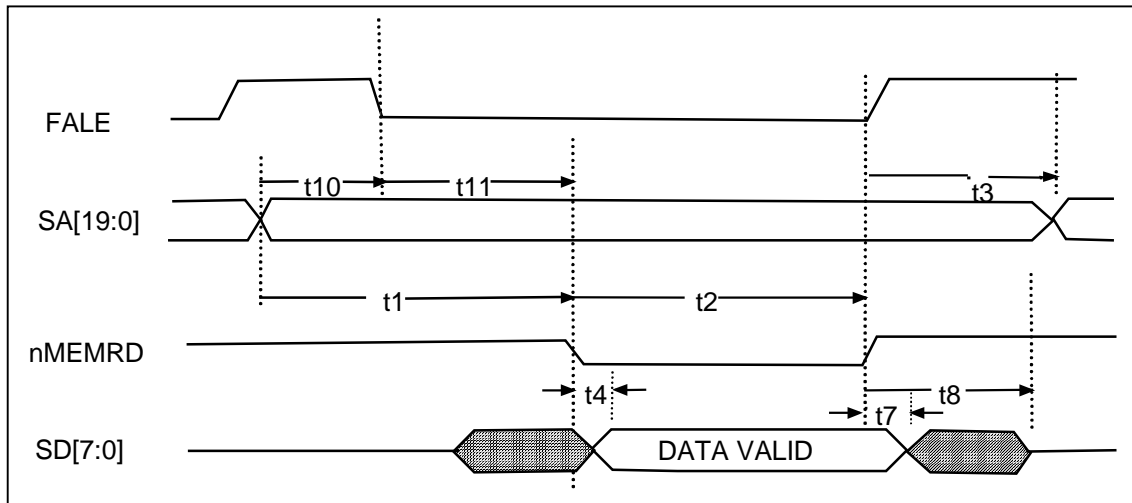 FALE
t10 t11 t3
SA[19:0]
t1 t2
nMEMRD
t4 t7 t8
SD[7:0] DATA VALID